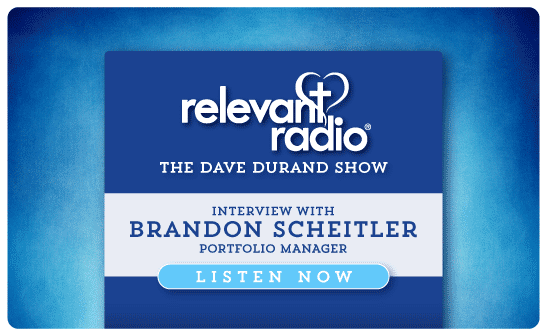 relevant
radio®
THE DAVE DURAND SHOW
INTERVIEW WITH
BRANDON SCHEITLER
PORTFOLIO MANAGER
LISTEN NOW